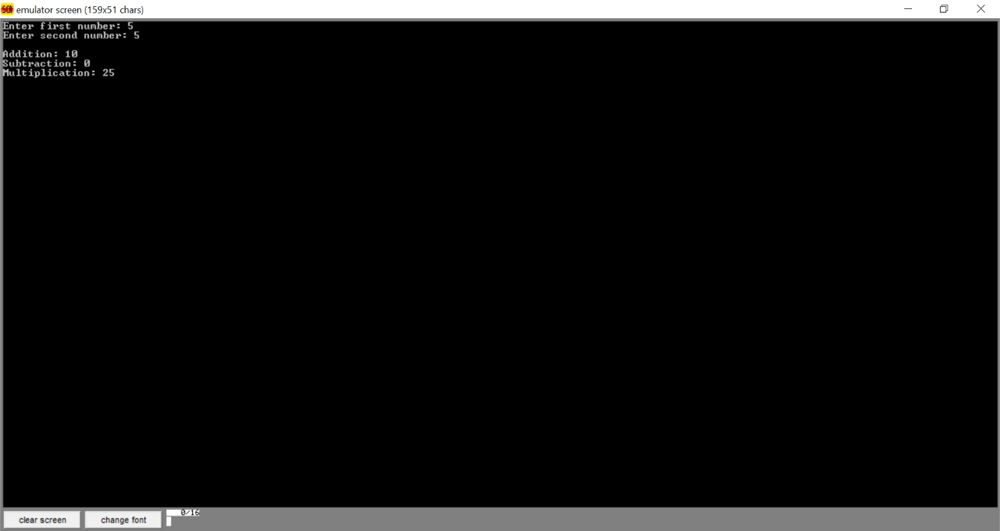 SCR emulator screen (159x51 chars)
Enter first number: 5
Enter second number: 5
Addition: 10
Subtraction: 0
Multiplication: 25
clear screen
change font
0/16